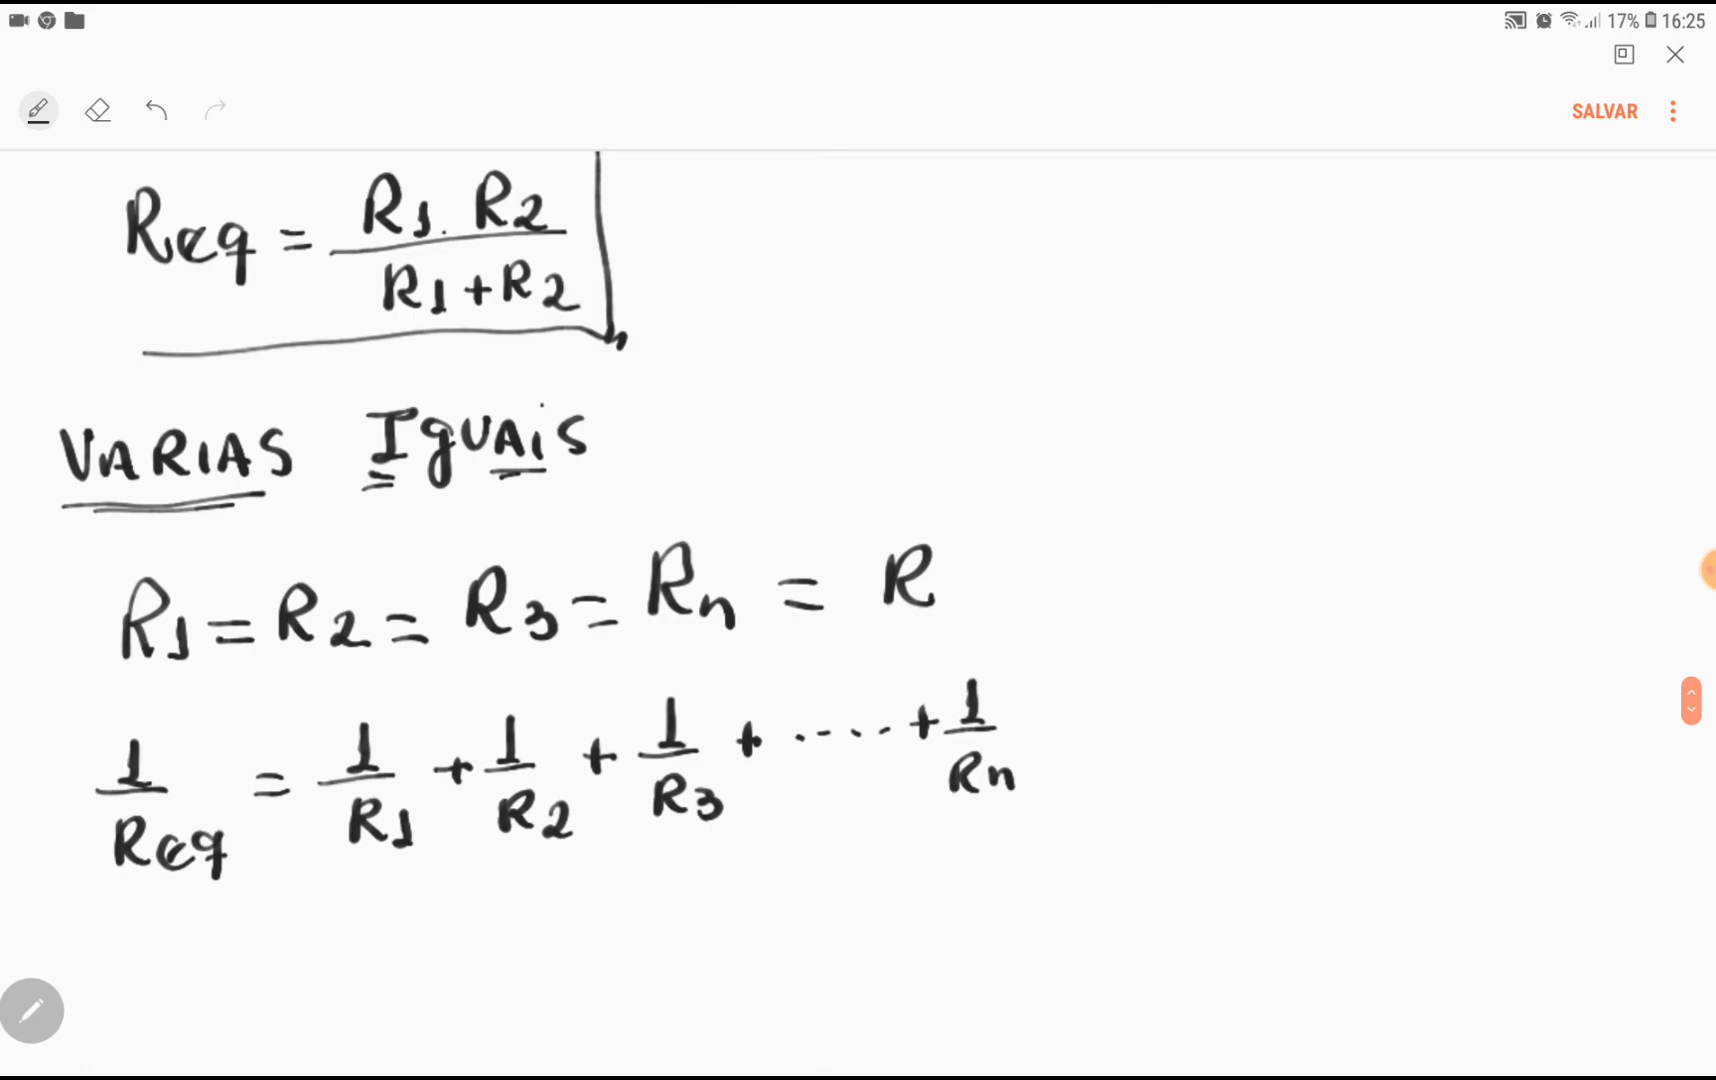 17% 16:25
SALVAR
Req = R1 . R2 / R1 + R2
VARIAS IguAis
R1 = R2 = R3 = Rn = R
1/Req = 1/R1 + 1/R2 + 1/R3 + ..... + 1/Rn